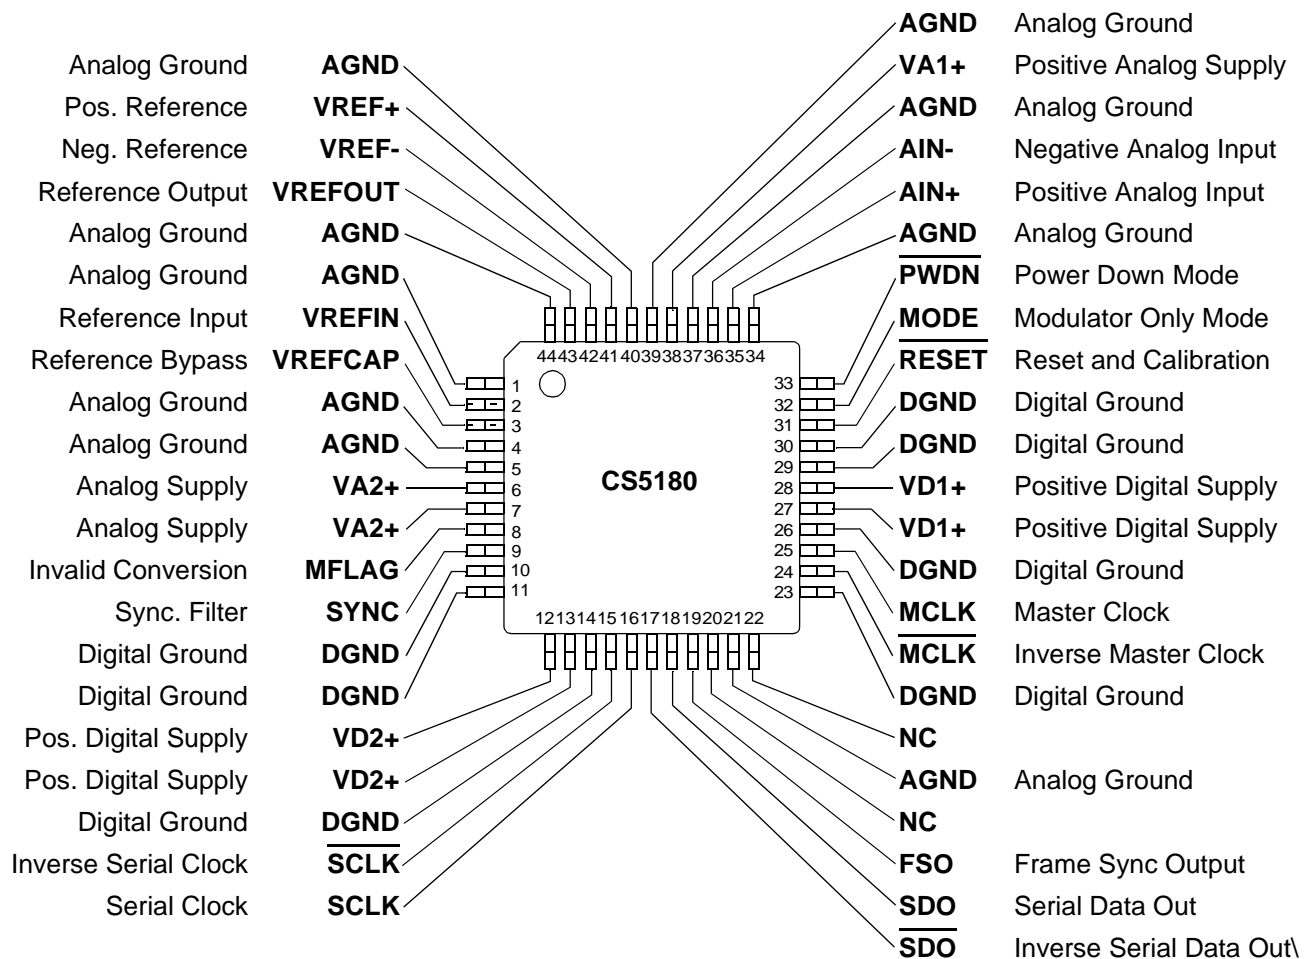 AGND Analog Ground
Analog Ground AGND VA1+ Positive Analog Supply
Pos. Reference VREF+ AGND Analog Ground
Neg. Reference VREF- AIN- Negative Analog Input
Reference Output VREFOUT AIN+ Positive Analog Input
Analog Ground AGND AGND Analog Ground
Analog Ground AGND PWDN Power Down Mode
Reference Input VREFIN MODE Modulator Only Mode
Reference Bypass VREFCAP 44 43 42 41 40 39 38 37 36 35 34 RESET Reset and Calibration
1 33
Analog Ground AGND 2 32 DGND Digital Ground
3 31
Analog Ground AGND 4 30 DGND Digital Ground
5 29
Analog Supply VA2+ 6 CS5180 28 VD1+ Positive Digital Supply
7 27
Analog Supply VA2+ 8 26 VD1+ Positive Digital Supply
9 25
Invalid Conversion MFLAG 10 24 DGND Digital Ground
11 23
Sync. Filter SYNC 12 13 14 15 16 17 18 19 20 21 22 MCLK Master Clock
Digital Ground DGND MCLK Inverse Master Clock
Digital Ground DGND DGND Digital Ground
Pos. Digital Supply VD2+ NC
Pos. Digital Supply VD2+ AGND Analog Ground
Digital Ground DGND NC
Inverse Serial Clock SCLK FSO Frame Sync Output
Serial Clock SCLK SDO Serial Data Out
SDO Inverse Serial Data Out\